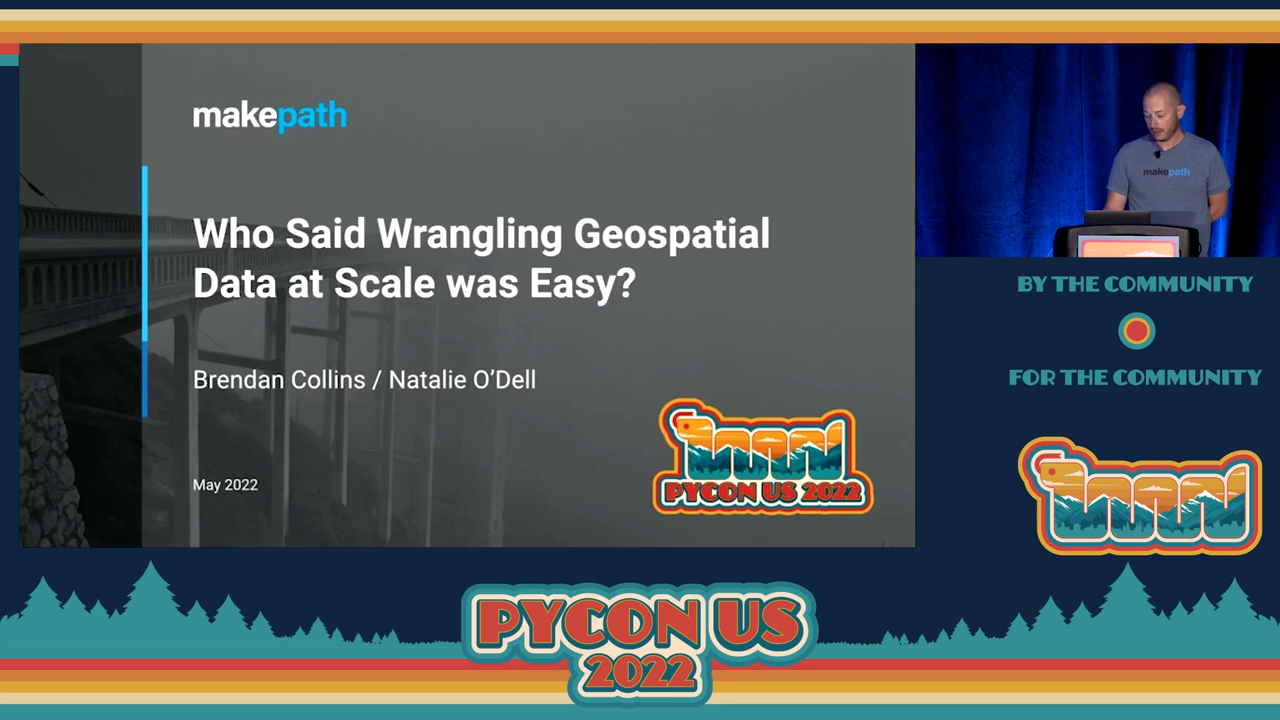 makepath
Who Said Wrangling Geospatial
Data at Scale was Easy?
Brendan Collins / Natalie O’Dell
May 2022
PYCON US 2022
makepath
BY THE COMMUNITY
FOR THE COMMUNITY
PYCON US
2022